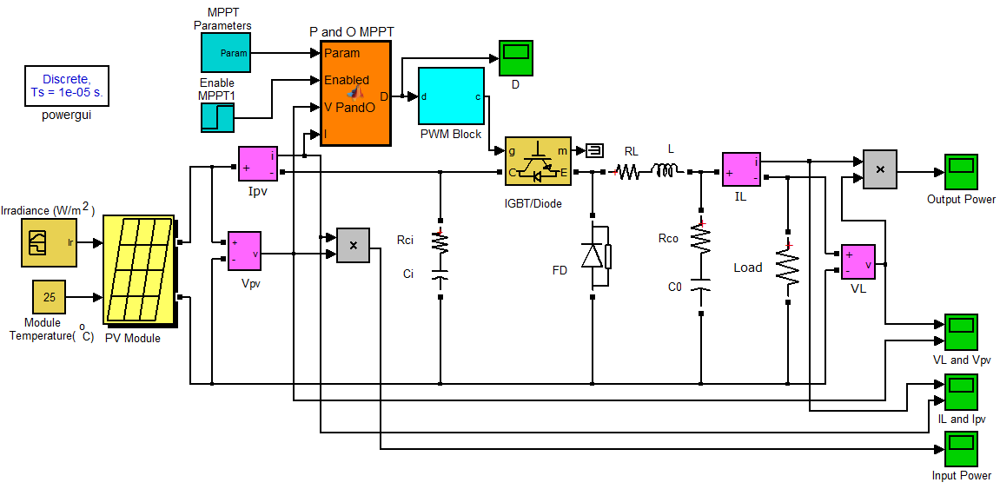 MPPT
Parameters
Param
P and O MPPT
Param
Enabled
V PandO
I
D
Discrete,
Ts = 1e-05 s.
powergui
Enable
MPPT1
d
c
PWM Block
D
g
m
C
E
IGBT/Diode
RL
L
i
+
-
Ipv
i
+
-
IL
×
Output Power
Irradiance (W/m2)
Ir
25
Module
Temperature(oC)
PV Module
+
-
v
Vpv
×
Rci
+
Ci
FD
Rco
+
C0
Load
+
+
-
v
VL
VL and Vpv
IL and Ipv
Input Power